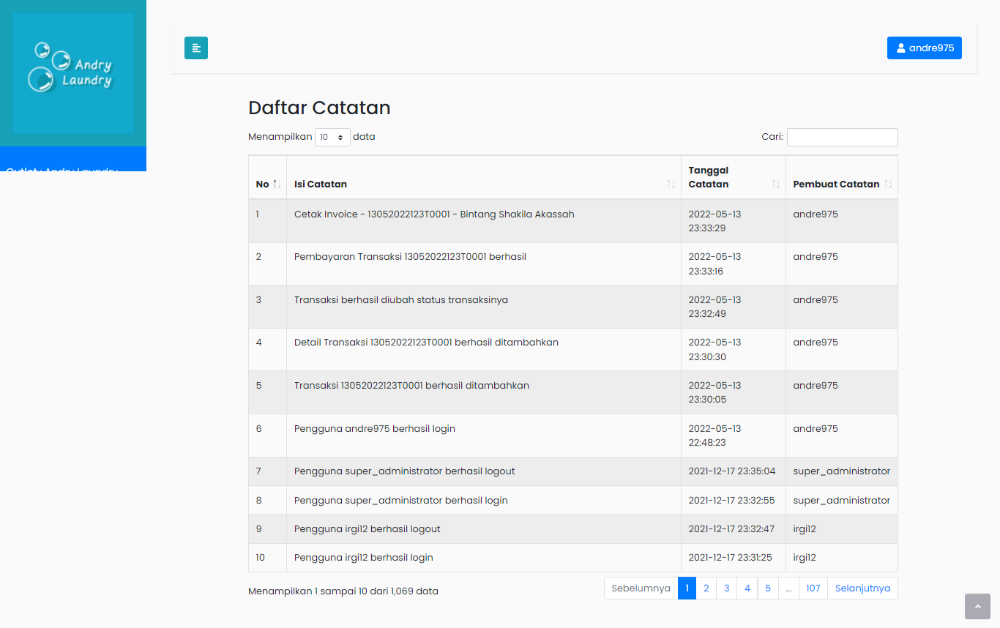 Andry
Laundry
Outlet : Andry Laundry
andre975
Daftar Catatan
Menampilkan 10 data
Cari:
No Isi Catatan Tanggal Catatan Pembuat Catatan
1 Cetak Invoice - 13052022123T0001 - Bintang Shakila Akassah 2022-05-13 23:33:29 andre975
2 Pembayaran Transaksi 13052022123T0001 berhasil 2022-05-13 23:33:16 andre975
3 Transaksi berhasil diubah status transaksinya 2022-05-13 23:32:49 andre975
4 Detail Transaksi 13052022123T0001 berhasil ditambahkan 2022-05-13 23:30:30 andre975
5 Transaksi 13052022123T0001 berhasil ditambahkan 2022-05-13 23:30:05 andre975
6 Pengguna andre975 berhasil login 2022-05-13 22:48:23 andre975
7 Pengguna super_administrator berhasil logout 2021-12-17 23:35:04 super_administrator
8 Pengguna super_administrator berhasil login 2021-12-17 23:32:55 super_administrator
9 Pengguna irgi12 berhasil logout 2021-12-17 23:32:47 irgi12
10 Pengguna irgi12 berhasil login 2021-12-17 23:31:25 irgi12
Menampilkan 1 sampai 10 dari 1,069 data
Sebelumnya 1 2 3 4 5 … 107 Selanjutnya